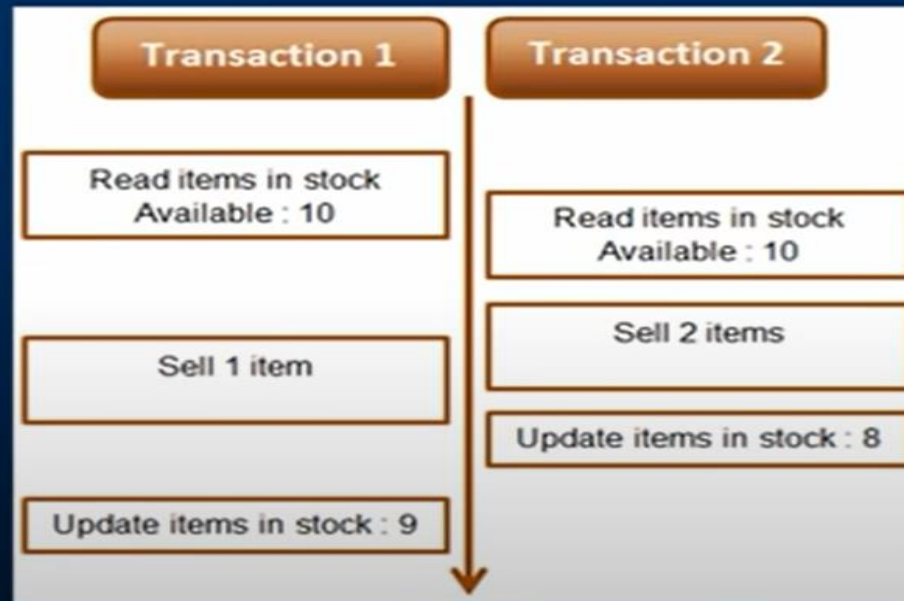 Transaction 1
Transaction 2
Read items in stock
Available : 10
Read items in stock
Available : 10
Sell 2 items
Sell 1 item
Update items in stock : 8
Update items in stock : 9